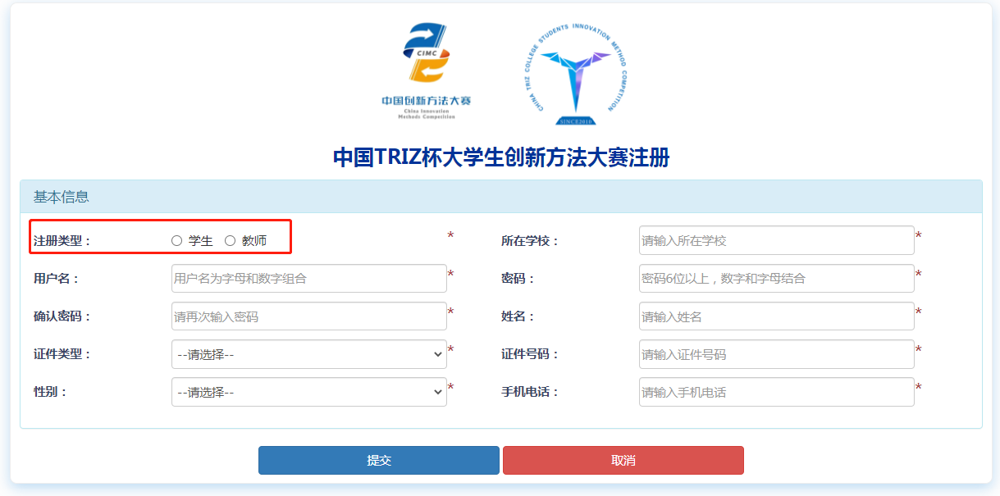 CIMC
中国创新方法大赛
China Innovation
Methods Competition
CHINA TRIZ COLLEGE STUDENTS INNOVATION METHOD COMPETITION
SINCE2010
中国TRIZ杯大学生创新方法大赛注册
基本信息
注册类型： 学生 教师 * 所在学校： 请输入所在学校 *
用户名： 用户名为字母和数字组合 * 密码： 密码6位以上，数字和字母结合 *
确认密码： 请再次输入密码 * 姓名： 请输入姓名 *
证件类型： --请选择-- * 证件号码： 请输入证件号码 *
性别： --请选择-- * 手机电话： 请输入手机电话 *
提交 取消